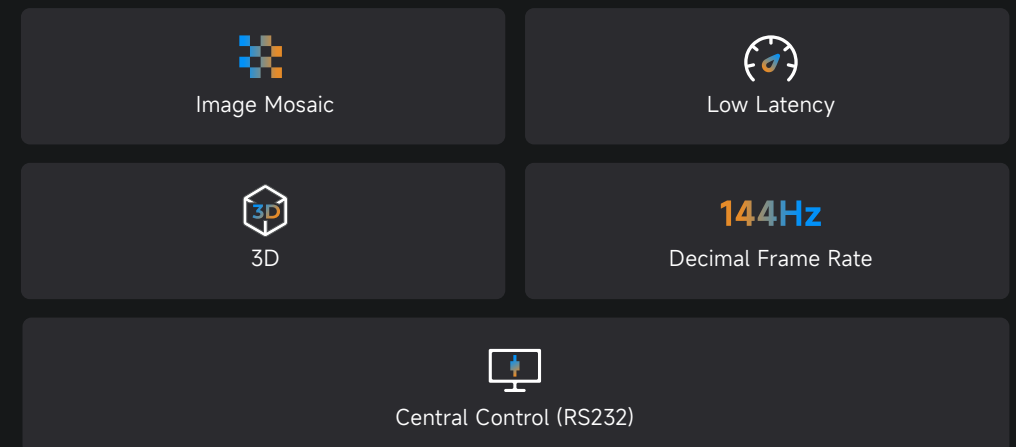 Image Mosaic
Low Latency
3D
3D
144Hz
Decimal Frame Rate
Central Control (RS232)